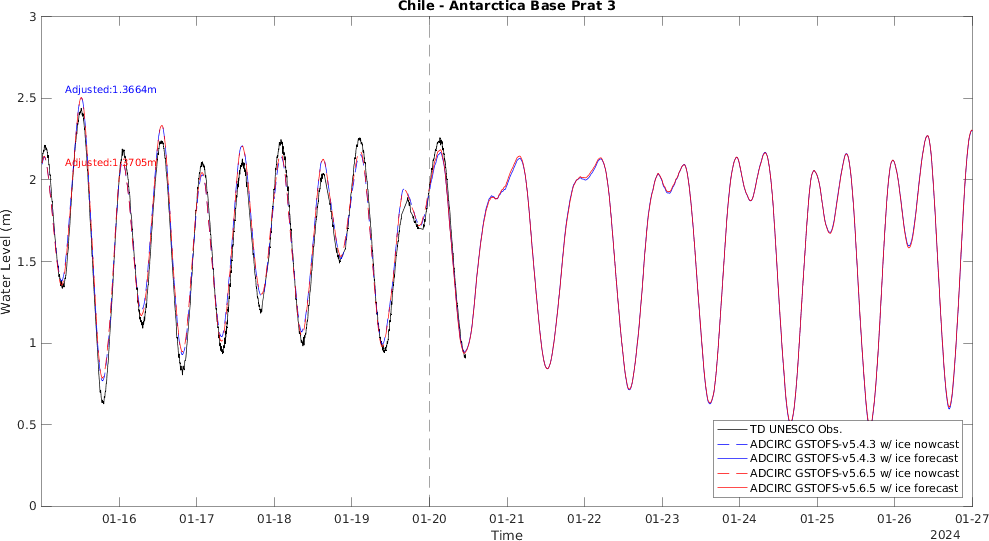 Chile - Antarctica Base Prat 3
3
2.5
2
1.5
1
0.5
0
Water Level (m)
Adjusted:1.3664m
Adjusted:1.3705m
TD UNESCO Obs.
ADCIRC GSTOFS-v5.4.3 w/ ice nowcast
ADCIRC GSTOFS-v5.4.3 w/ ice forecast
ADCIRC GSTOFS-v5.6.5 w/ ice nowcast
ADCIRC GSTOFS-v5.6.5 w/ ice forecast
01-16 01-17 01-18 01-19 01-20 01-21 01-22 01-23 01-24 01-25 01-26 01-27
Time
2024